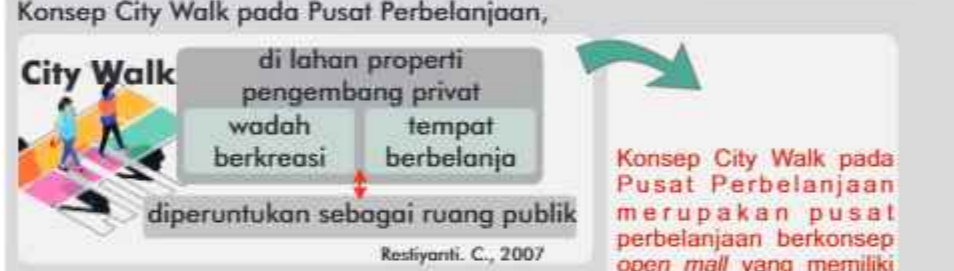 Konsep City Walk pada Pusat Perbelanjaan,
City Walk
di lahan properti
pengembang privat
wadah
berkreasi
tempat
berbelanja
diperuntukan sebagai ruang publik
Restiyanti. C., 2007
Konsep City Walk pada
Pusat Perbelanjaan
merupakan pusat
perbelanjaan berkonsep
open mall yang memiliki